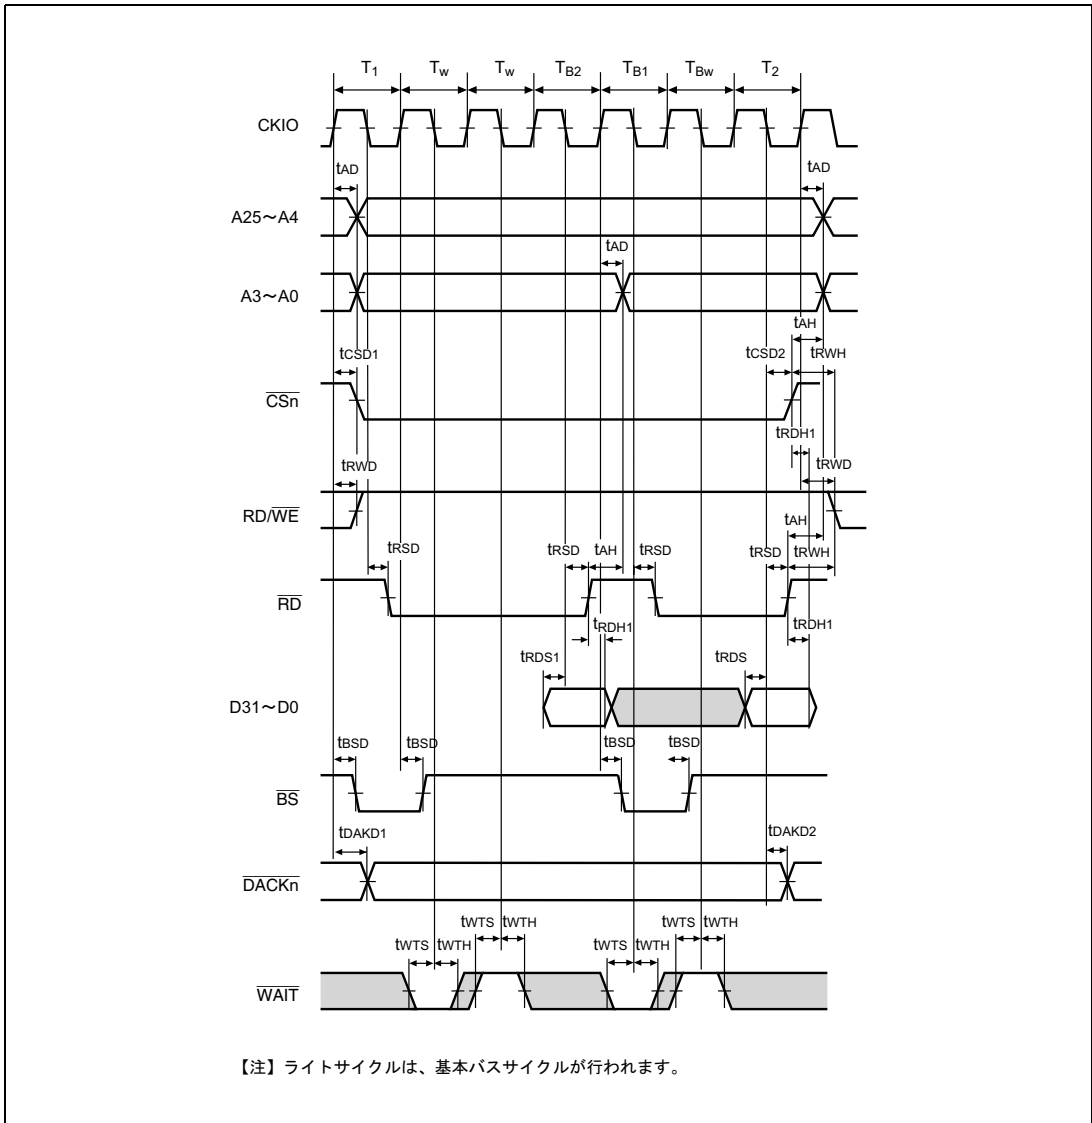 T1 Tw Tw TB2 TB1 TBw T2
CKIO
tAD tAD
A25～A4
tAD
A3～A0
tAH
tCSD1 tCSD2 tRWH
CSn
tRDH1
tRWD tRWD
RD/WE
tAH
tRSD tRSD tAH tRSD tRSD tRWH
RD
tRDH1 tRDH1
tRDS1 tRDS
D31～D0
tBSD tBSD tBSD tBSD
BS
tDAKD1 tDAKD2
DACKn
tWTS tWTH tWTS tWTH
tWTS tWTH tWTS tWTH
WAIT
【注】ライトサイクルは、基本バスサイクルが行われます。